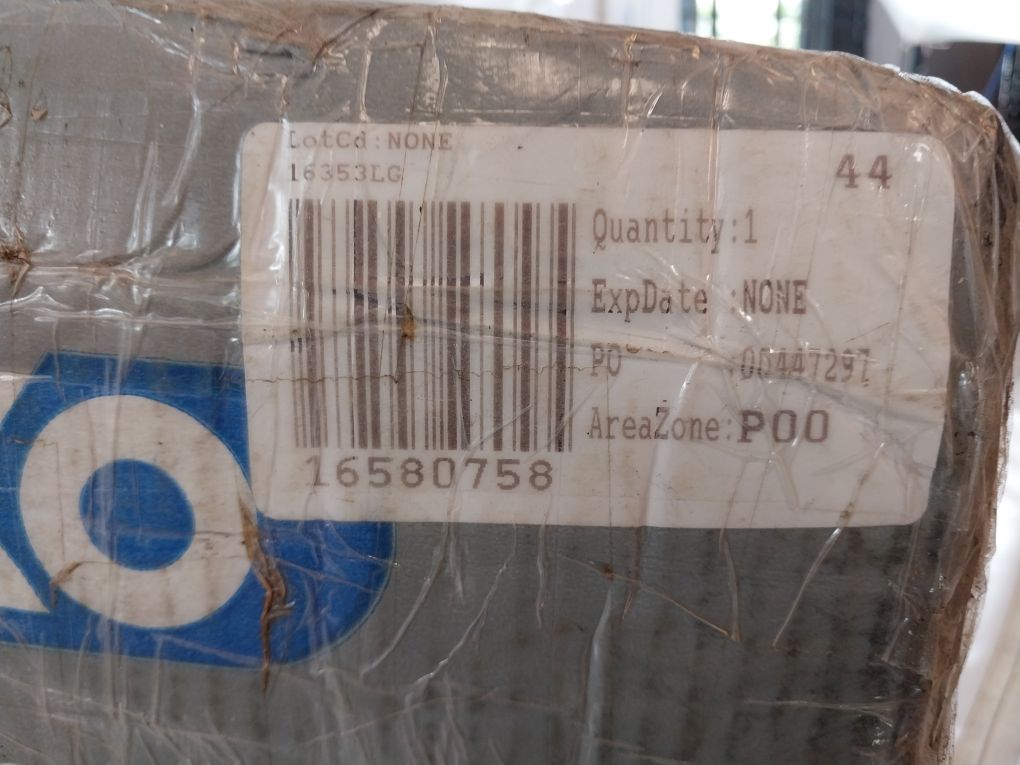 LotCd:NONE
16353LG
44
Quantity:1
ExpDate :NONE
PO :00447297
AreaZone:P00
16580758